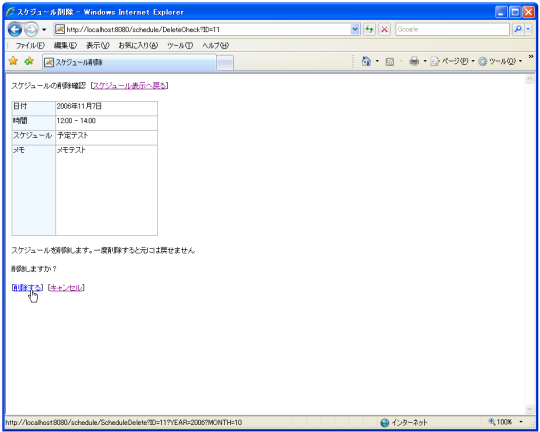 スケジュール削除 - Windows Internet Explorer
http://localhost:8080/schedule/DeleteCheck?ID=11
Google
ファイル(F) 編集(E) 表示(V) お気に入り(A) ツール(T) ヘルプ(H)
スケジュール削除
ページ(P) ツール(O)
スケジュールの削除確認 [スケジュール表示へ戻る]
日付 2006年11月7日
時間 12:00 - 14:00
スケジュール 予定テスト
メモ メモテスト
スケジュールを削除します。一度削除すると元には戻せません
削除しますか？
[削除する] [キャンセル]
http://localhost:8080/schedule/ScheduleDelete?ID=11?YEAR=2006?MONTH=10
インターネット 100%